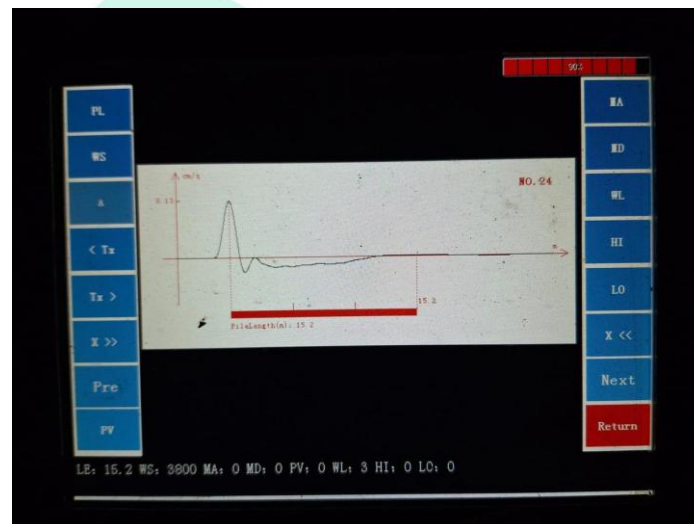 90%
PL
WS
A
< Tx
Tx >
X >>
Pre
PV
cm/s
NO.24
m
15.2
PileLength(m): 15.2
MA
MD
WL
HI
LO
X <<
Next
Return
LE: 15.2 WS: 3800 MA: 0 MD: 0 PV: 0 WL: 3 HI: 0 LO: 0